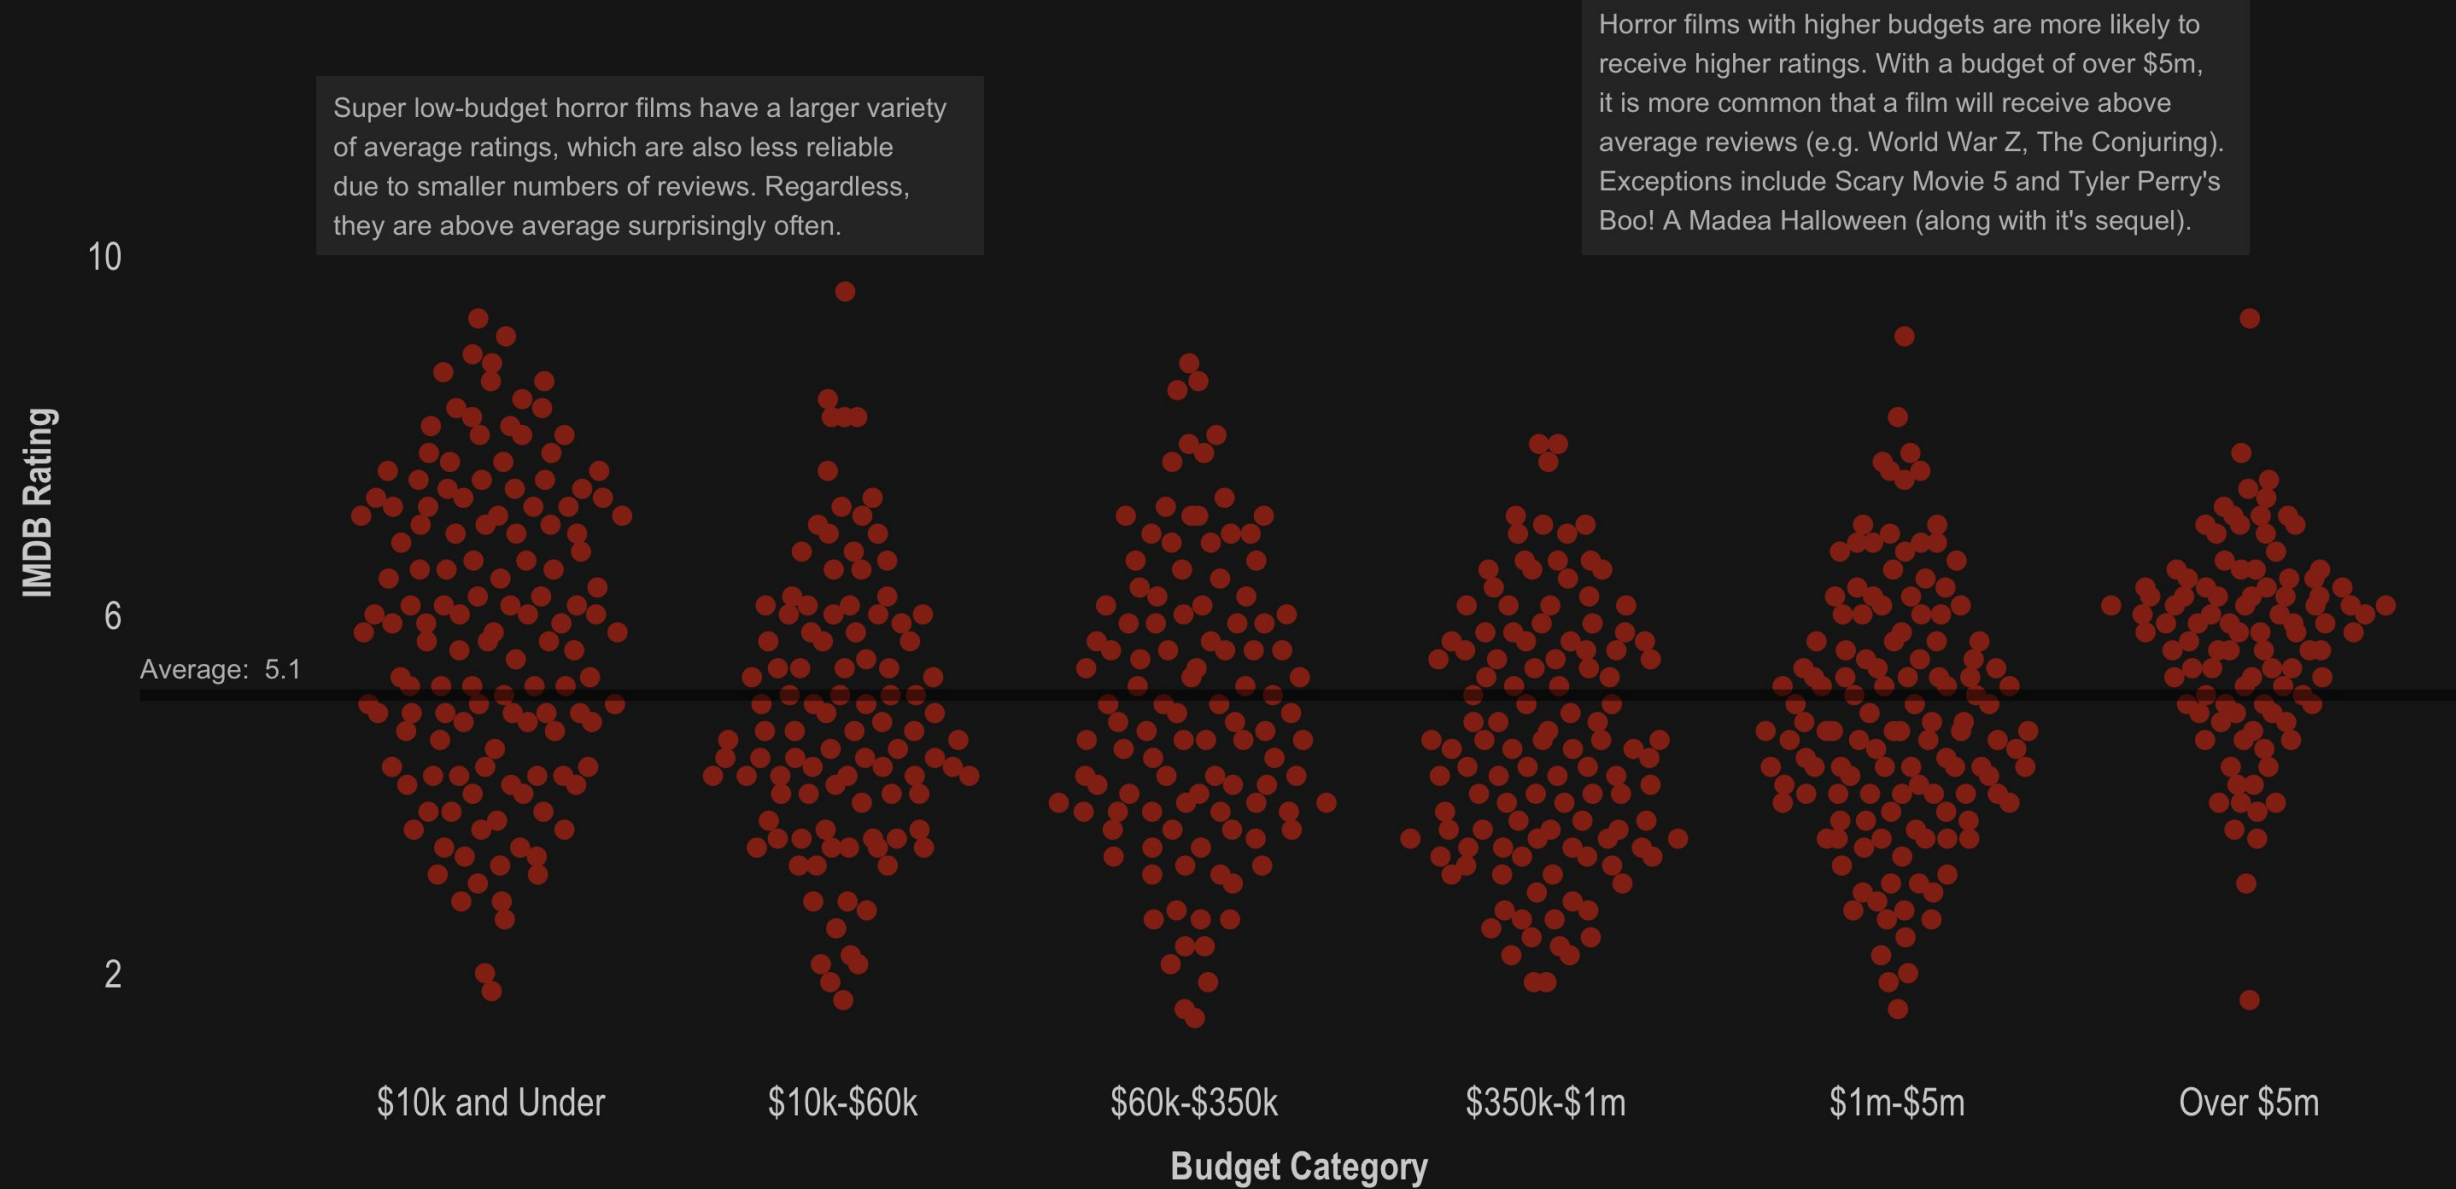 Horror films with higher budgets are more likely to
receive higher ratings. With a budget of over $5m,
it is more common that a film will receive above
average reviews (e.g. World War Z, The Conjuring).
Exceptions include Scary Movie 5 and Tyler Perry's
Boo! A Madea Halloween (along with it's sequel).
Super low-budget horror films have a larger variety
of average ratings, which are also less reliable
due to smaller numbers of reviews. Regardless,
they are above average surprisingly often.
10
6
2
IMDB Rating
Average: 5.1
$10k and Under
$10k-$60k
$60k-$350k
$350k-$1m
$1m-$5m
Over $5m
Budget Category